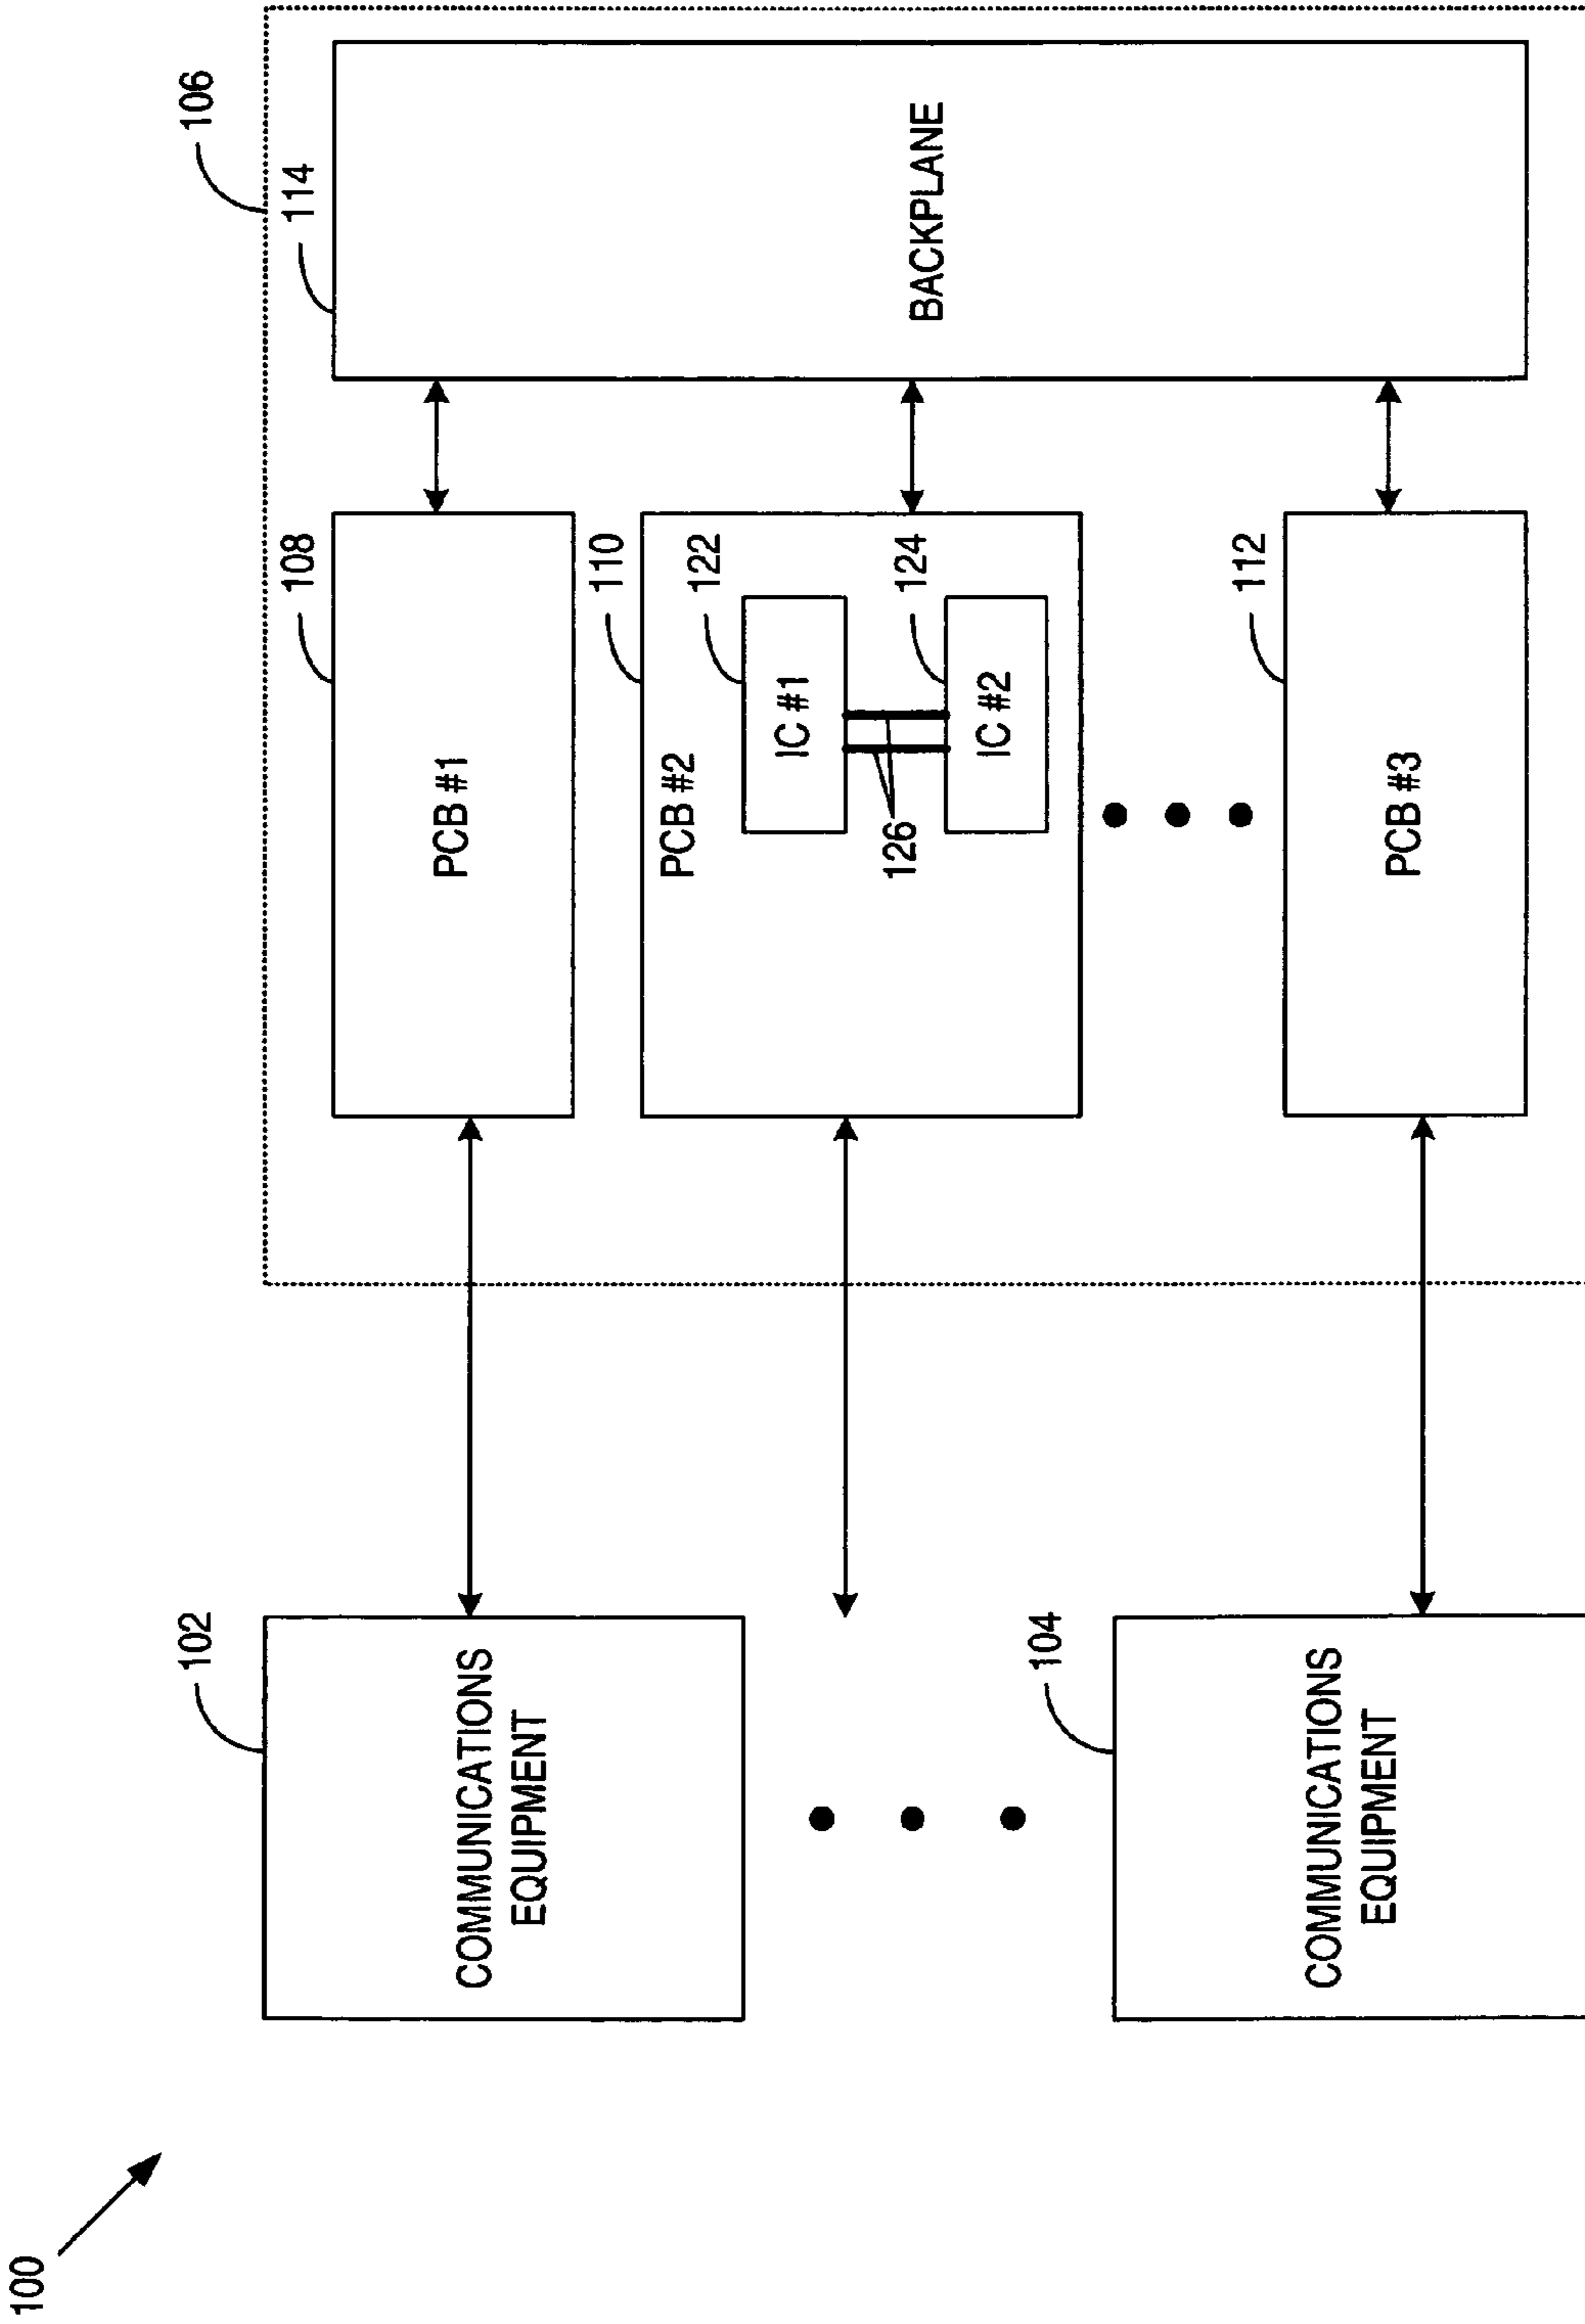 100
102
COMMUNICATIONS
EQUIPMENT
104
COMMUNICATIONS
EQUIPMENT
106
108
PCB #1
110
PCB #2
122
IC #1
126
124
IC #2
112
PCB #3
114
BACKPLANE